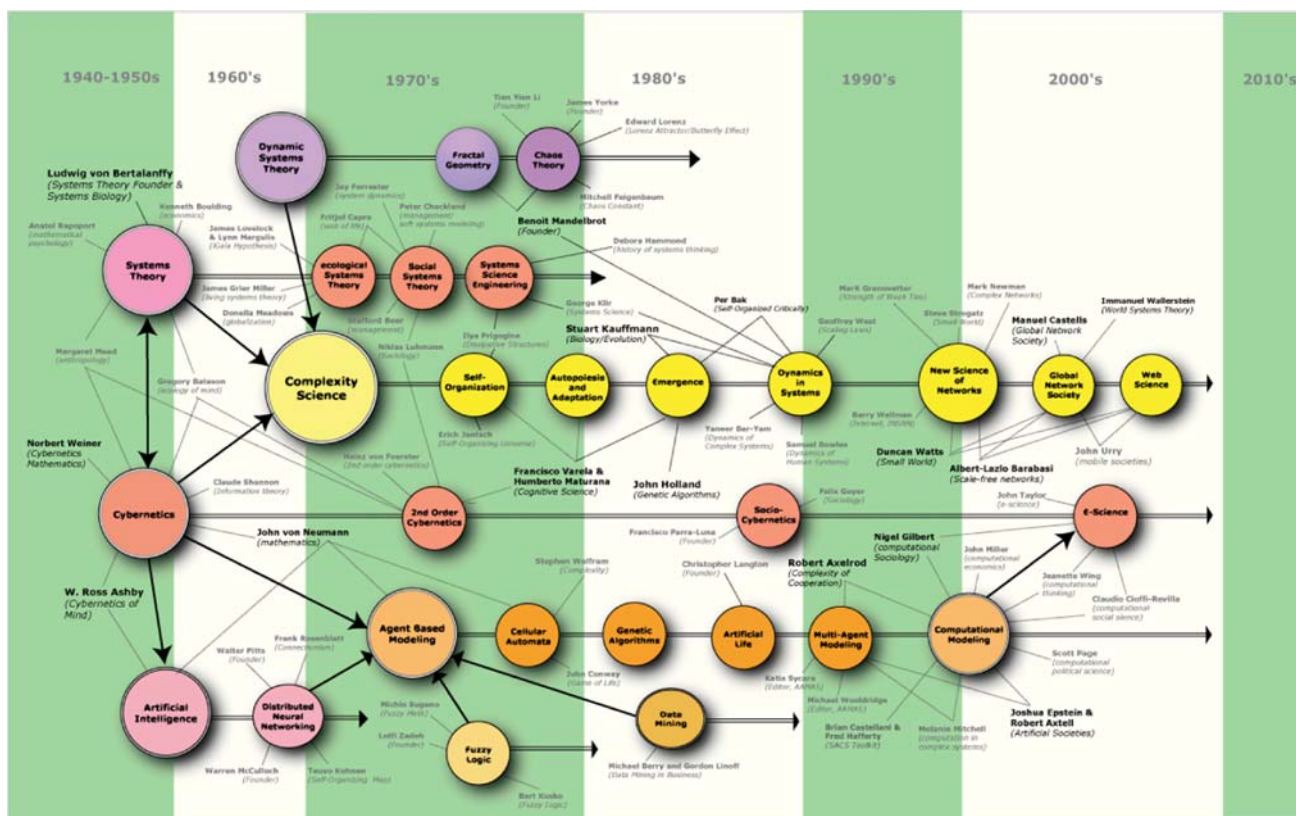 1940-1950s
1960's
1970's
1980's
1990's
2000's
2010's
Tian Yien Li
(Founder)
James Yorke
(Founder)
Edward Lorenz
(Lorenz Attractor/Butterfly Effect)
Dynamic
Systems
Theory
Fractal
Geometry
Chaos
Theory
Mitchell Feigenbaum
(Chaos Constant)
Benoit Mandelbrot
(Founder)
Ludwig von Bertalanffy
(Systems Theory Founder &
Systems Biology)
Kenneth Boulding
(economics)
Anatol Rapoport
(mathematical
psychology)
Jay Forrester
(system dynamics)
Fritjof Capra
(web of life)
Peter Checkland
(management/
soft systems modeling)
James Lovelock
& Lynn Margulis
(Gaia Hypothesis)
Debora Hammond
(history of systems thinking)
Systems
Theory
ecological
Systems
Theory
Social
Systems
Theory
Systems
Science
Engineering
James Grier Miller
(living systems theory)
Donella Meadows
(globalization)
Stafford Beer
(management)
George Klir
(Systems Science)
Per Bak
(Self-Organized Critically)
Mark Granovetter
(Strength of Weak Ties)
Mark Newman
(Complex Networks)
Immanuel Wallerstein
(World Systems Theory)
Manuel Castells
(Global Network
Society)
Steve Strogatz
(Small World)
Geoffrey West
(Scaling Laws)
Ilya Prigogine
(Dissipative Structures)
Stuart Kauffmann
(Biology/Evolution)
Niklas Luhmann
(Sociology)
Margaret Mead
(anthropology)
Gregory Bateson
(ecology of mind)
Complexity
Science
Self-
Organization
Autopoiesis and
Adaptation
Emergence
Dynamics
in
Systems
New Science
of
Networks
Global
Network
Society
Web
Science
Erich Jantsch
(Self-Organizing Universe)
Yaneer Bar-Yam
(Dynamics of
Complex Systems)
Samuel Bowles
(Dynamics of
Human Systems)
Duncan Watts
(Small World)
Albert-Lazlo Barabasi
(Scale-free networks)
John Urry
(mobile societies)
Norbert Weiner
(Cybernetics
Mathematics)
Heinz von Foerster
(2nd order cybernetics)
Francisco Varela &
Humberto Maturana
(Cognitive Science)
John Holland
(Genetic Algorithms)
Claude Shannon
(Information theory)
Felix Geyer
(Sociology)
John Taylor
(e-science)
Cybernetics
2nd Order
Cybernetics
Socio-
Cybernetics
€-Science
Francisco Parra-Luna
(Founder)
John von Neumann
(mathematics)
Nigel Gilbert
(computational
Sociology)
John Miller
(computational
economics)
Robert Axelrod
(Complexity of
Cooperation)
Stephen Wolfram
(Complexity)
Christopher Langton
(Founder)
Jeanette Wing
(computational
thinking)
Claudio Cioffi-Revilla
(computational
social sience)
W. Ross Ashby
(Cybernetics of
Mind)
Agent Based
Modeling
Cellular
Automata
Genetic
Algorithms
Artificial
Life
Multi-Agent
Modeling
Computational
Modeling
Scott Page
(computational
political science)
Frank Rosenblatt
(Connectionism)
Walter Pitts
(Founder)
John Conway
(Game of Life)
Katia Sycara
(Editor, AAMAS)
Michael Wooldridge
(Editor, AAMAS)
Brian Castellani &
Fred Hafferty
(SACS Toolkit)
Melanie Mitchell
(computation in
complex systems)
Joshua Epstein &
Robert Axtell
(Artificial Societies)
Artificial
Intelligence
Distributed
Neural
Networking
Michio Sugeno
(Fuzzy Math)
Lotfi Zadeh
(Founder)
Fuzzy
Logic
Data
Mining
Warren McCulloch
(Founder)
Teuvo Kohonen
(Self-Organizing Map)
Bart Kosko
(Fuzzy Logic)
Michael Berry and Gordon Linoff
(Data Mining in Business)